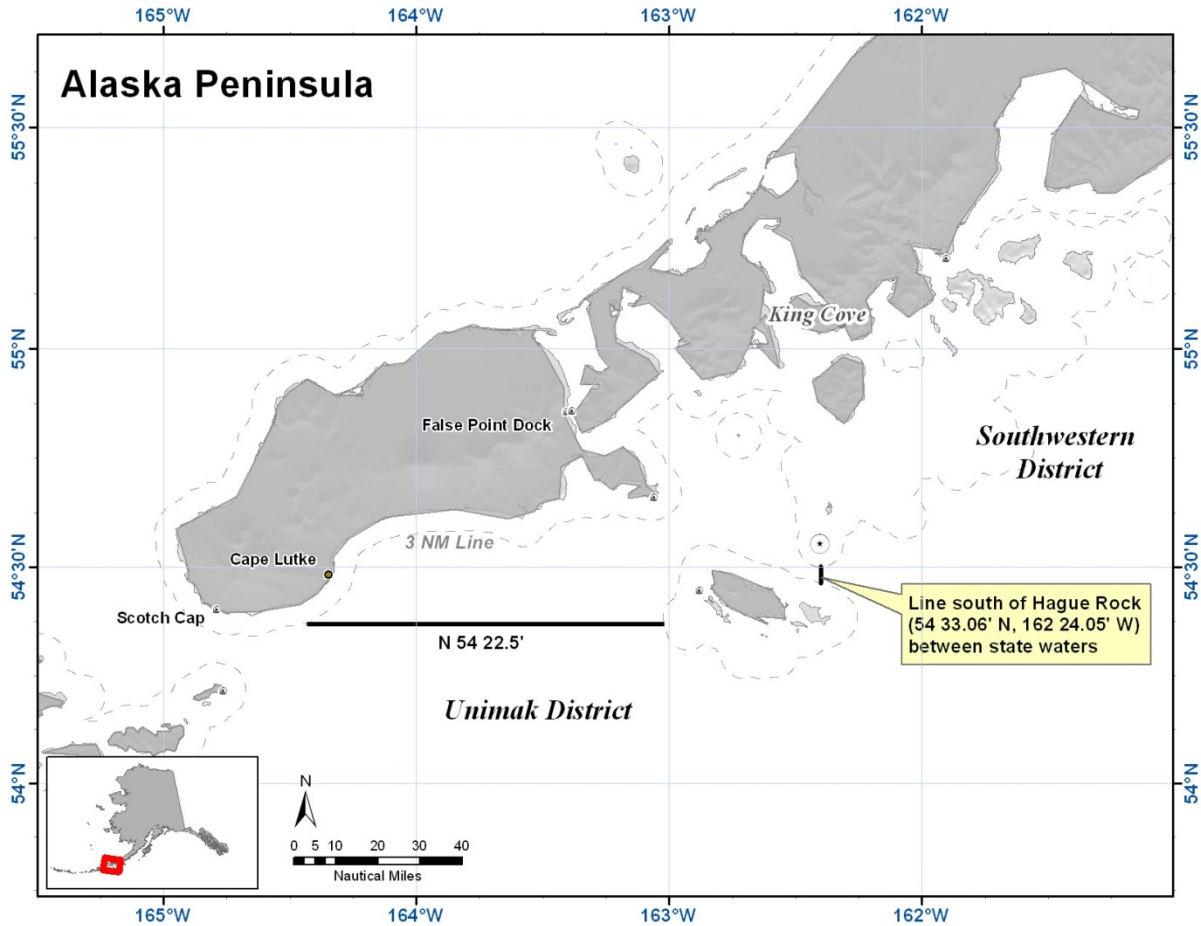 165°W 164°W 163°W 162°W
Alaska Peninsula
55°30'N 55°30'N
King Cove
55°N 55°N
False Point Dock
Southwestern
District
3 NM Line
Cape Lutke
54°30'N 54°30'N
Scotch Cap
Line south of Hague Rock
(54 33.06' N, 162 24.05' W)
between state waters
N 54 22.5'
Unimak District
54°N 54°N
N
0 5 10 20 30 40
Nautical Miles
165°W 164°W 163°W 162°W